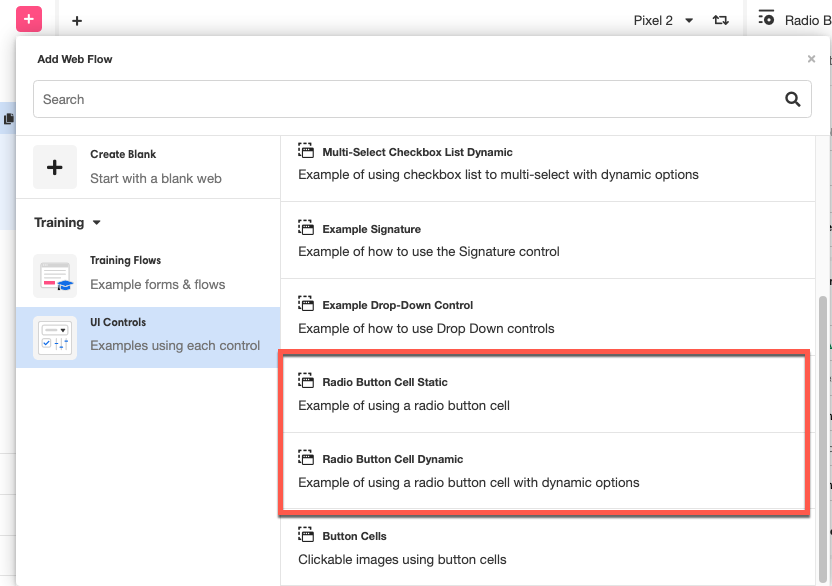 +
+
Pixel 2
Radio B
Add Web Flow
×
Search
Create Blank
Start with a blank web
Training
Training Flows
Example forms & flows
UI Controls
Examples using each control
Multi-Select Checkbox List Dynamic
Example of using checkbox list to multi-select with dynamic options
Example Signature
Example of how to use the Signature control
Example Drop-Down Control
Example of how to use Drop Down controls
Radio Button Cell Static
Example of using a radio button cell
Radio Button Cell Dynamic
Example of using a radio button cell with dynamic options
Button Cells
Clickable images using button cells